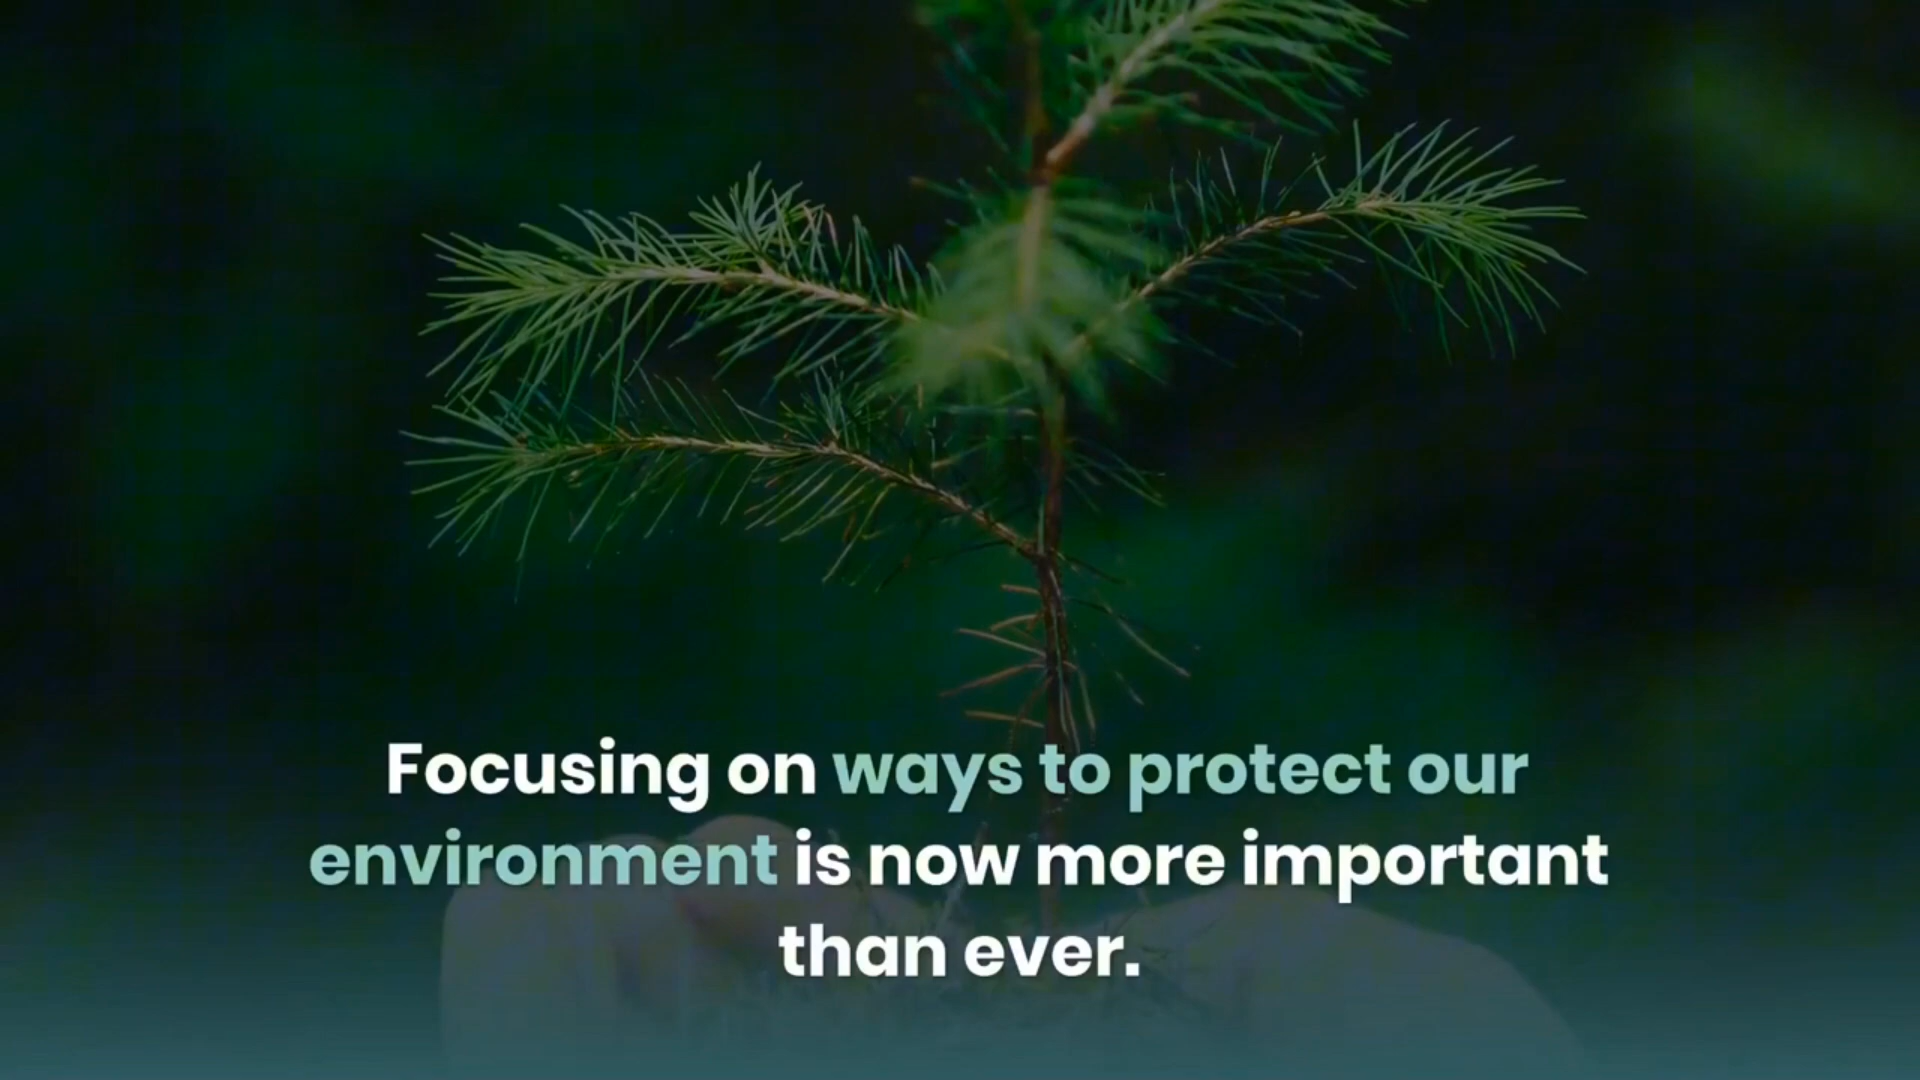 Focusing on ways to protect our
environment is now more important
than ever.